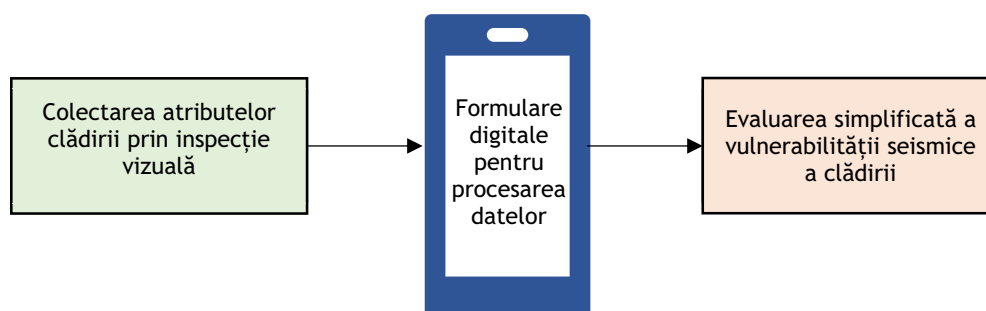 Colectarea atributelor
clădirii prin inspecție
vizuală
Formulare
digitale
pentru
procesarea
datelor
Evaluarea simplificată a
vulnerabilității seismice
a clădirii